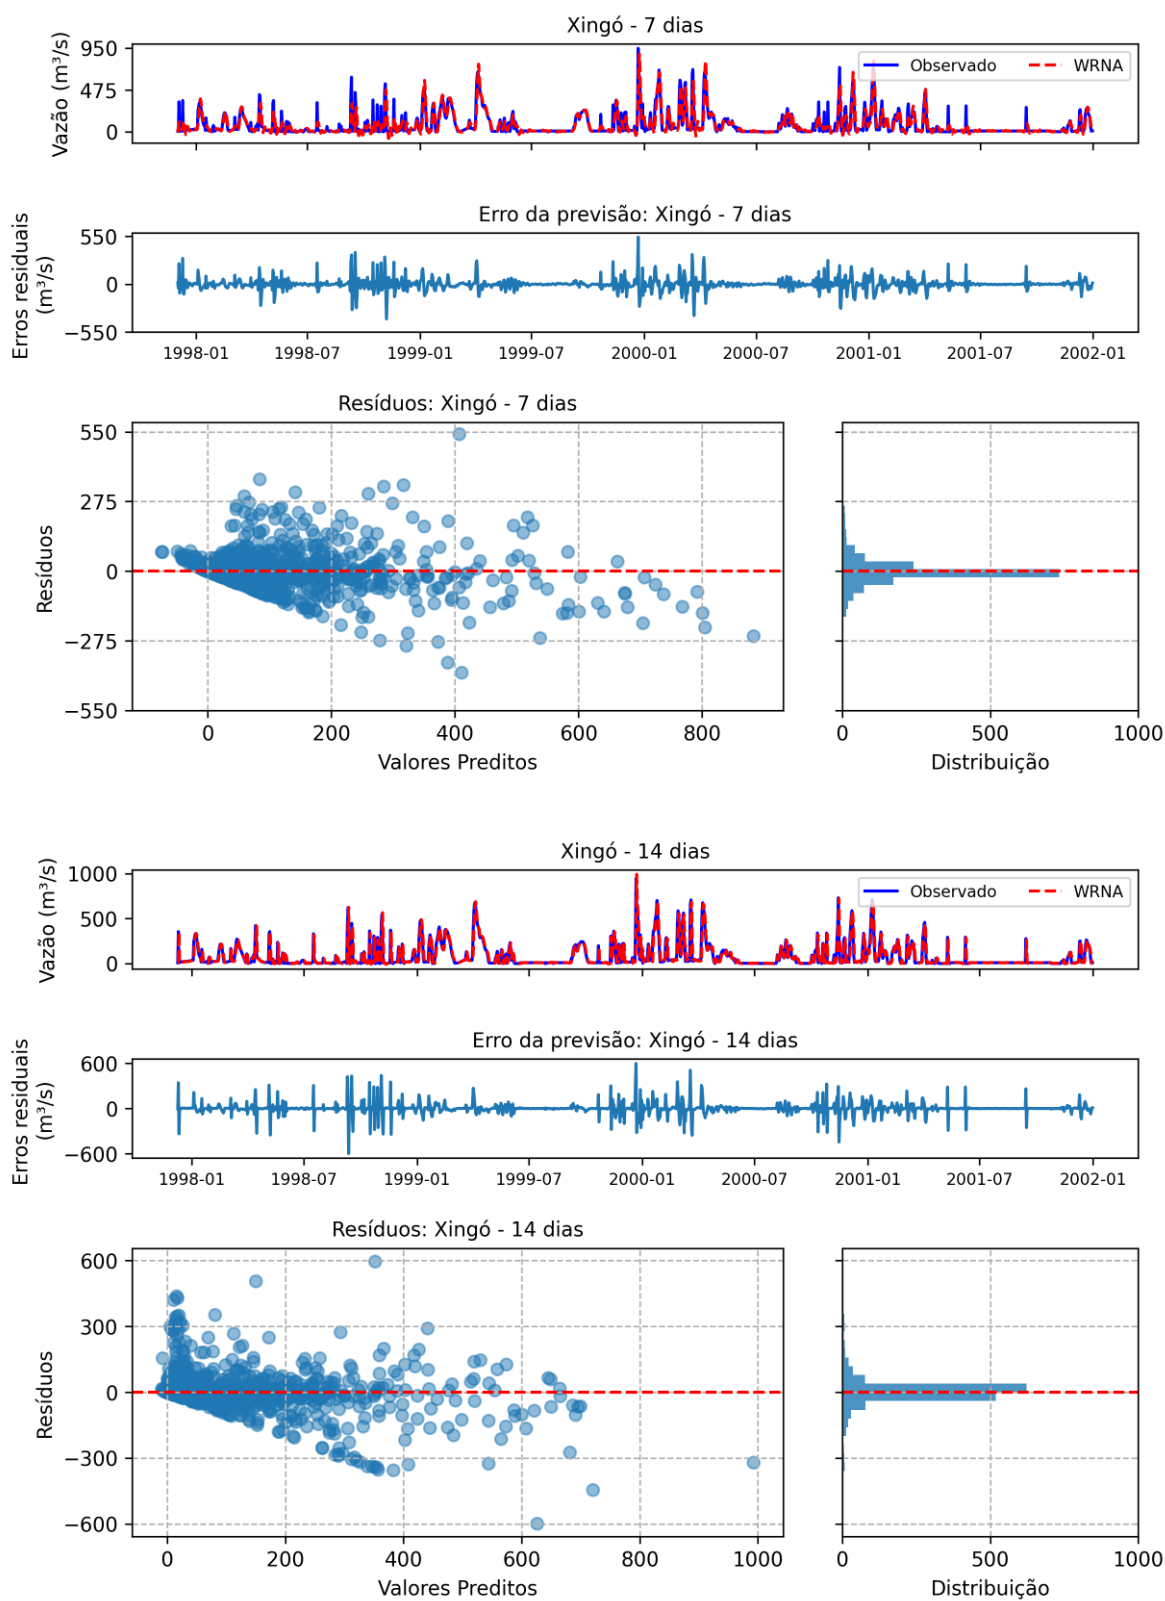 Xingó - 7 dias
Vazão (m³/s)
950
475
0
Observado
WRNA
Erro da previsão: Xingó - 7 dias
Erros residuais
(m³/s)
550
0
−550
1998-01 1998-07 1999-01 1999-07 2000-01 2000-07 2001-01 2001-07 2002-01
Resíduos: Xingó - 7 dias
Resíduos
550
275
0
−275
−550
0 200 400 600 800
Valores Preditos
0 500 1000
Distribuição
Xingó - 14 dias
Vazão (m³/s)
1000
500
0
Observado
WRNA
Erro da previsão: Xingó - 14 dias
Erros residuais
(m³/s)
600
0
−600
1998-01 1998-07 1999-01 1999-07 2000-01 2000-07 2001-01 2001-07 2002-01
Resíduos: Xingó - 14 dias
Resíduos
600
300
0
−300
−600
0 200 400 600 800 1000
Valores Preditos
0 500 1000
Distribuição